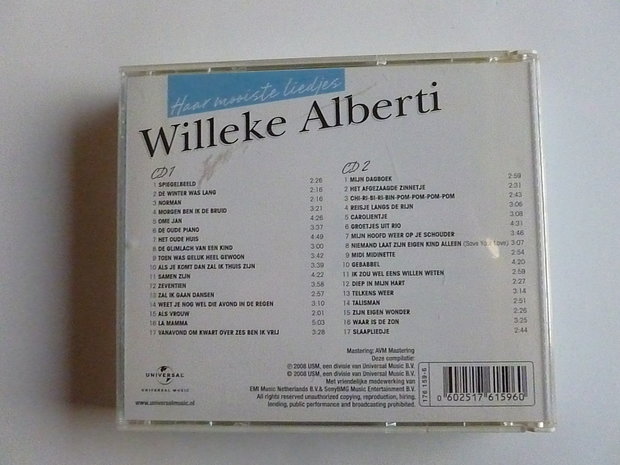 Haar mooiste liedjes
Willeke Alberti
CD 1
1 SPIEGELBEELD 2:26
2 DE WINTER WAS LANG 2:16
3 NORMAN 2:16
4 MORGEN BEN IK DE BRUID 3:21
5 OME JAN 4:26
6 DE OUDE PIANO 3:37
7 HET OUDE HUIS 4:49
8 DE GLIMLACH VAN EEN KIND 3:00
9 TOEN WAS GELUK HEEL GEWOON 3:42
10 ALS JE KOMT DAN ZAL IK THUIS ZIJN 3:39
11 SAMEN ZIJN 4:22
12 ZEVENTIEN 3:58
13 ZAL IK GAAN DANSEN 2:57
14 WEET JE NOG WEL DIE AVOND IN DE REGEN 3:10
15 ALS VROUW 2:01
16 LA MAMMA 5:03
17 VANAVOND OM KWART OVER ZES BEN IK VRIJ 3:28
CD 2
1 MIJN DAGBOEK 2:59
2 HET AFGEZAAGDE ZINNETJE 2:31
3 CHI-RI-BI-RI-BIN-POM-POM-POM-POM 2:43
4 REISJE LANGS DE RIJN 3:06
5 CAROLIENTJE 3:08
6 GROETJES UIT RIO 3:31
7 MIJN HOOFD WEER OP JE SCHOUDER 3:46
8 NIEMAND LAAT ZIJN EIGEN KIND ALLEEN (Save Your Love) 3:07
9 MIDI MIDINETTE 2:54
10 GEBABBEL 4:20
11 IK ZOU WEL EENS WILLEN WETEN 2:59
12 DIEP IN MIJN HART 2:27
13 TELKENS WEER 3:14
14 TALISMAN 2:51
15 ZIJN EIGEN WONDER 2:26
16 WAAR IS DE ZON 3:25
17 SLAAPLIEDJE 2:44
Mastering: AVM Mastering
Deze compilatie:
℗ 2008 USM, een divisie van Universal Music B.V.
© 2008 USM, een divisie van Universal Music B.V.
Met vriendelijke medewerking van
EMI Music Netherlands B.V.& SonyBMG Music Entertainment B.V.
All rights reserved unauthorized copying, reproduction, hiring,
lending, public performance and broadcasting prohibited.
UNIVERSAL
www.universalmusic.nl
176 159-6
0 602517 615960